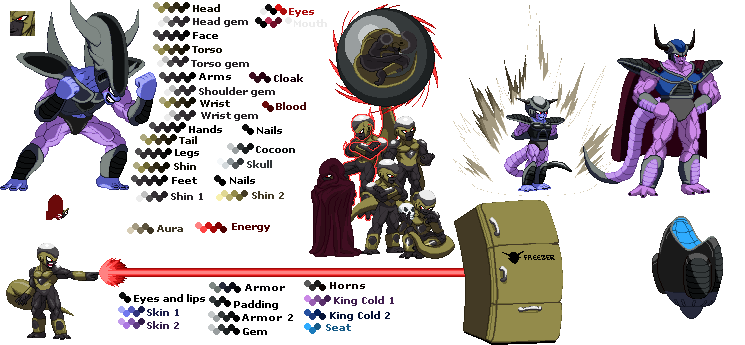 Head
Eyes
Head gem
Mouth
Face
Torso
Torso gem
Arms
Cloak
Shoulder gem
Wrist
Blood
Wrist gem
Hands
Nails
Tail
Legs
Cocoon
Shin
Skull
Feet
Nails
Shin 1
Shin 2
Aura
Energy
FREEZER
Eyes and lips
Skin 1
Skin 2
Armor
Padding
Armor 2
Gem
Horns
King Cold 1
King Cold 2
Seat